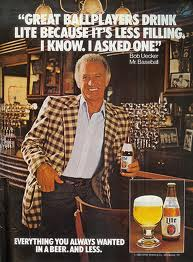 “GREAT BALLPLAYERS DRINK
LITE BECAUSE IT’S LESS FILLING.
I KNOW. I ASKED ONE”
Bob Uecker
Mr. Baseball
Lite
EVERYTHING YOU ALWAYS WANTED
IN A BEER. AND LESS.